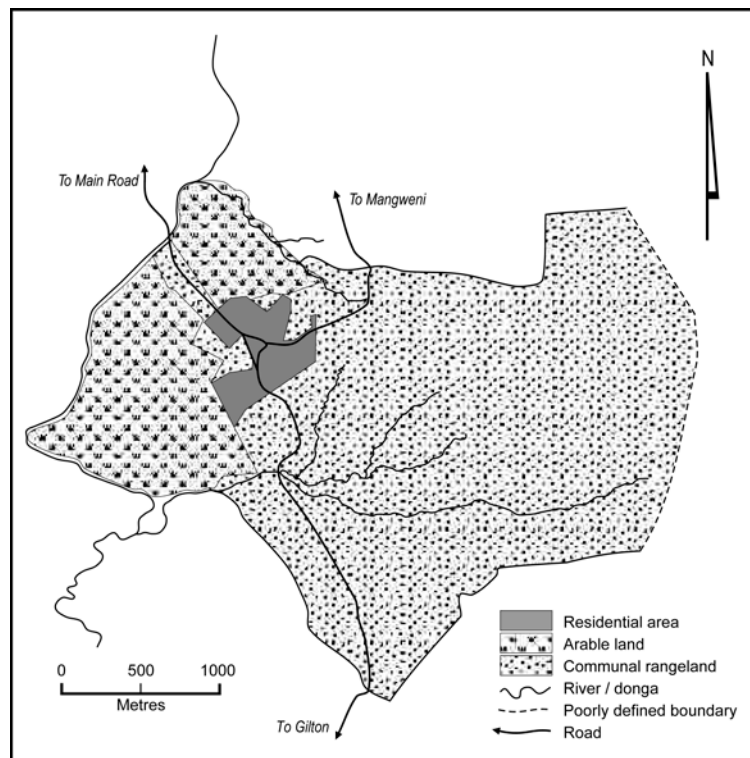 N
To Main Road
To Mangweni
Residential area
Arable land
Communal rangeland
River / donga
Poorly defined boundary
Road
0 500 1000
Metres
To Gilton